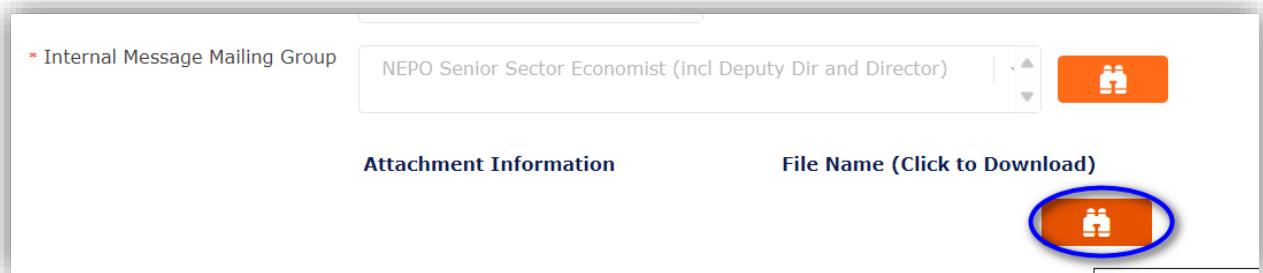 * Internal Message Mailing Group
NEPO Senior Sector Economist (incl Deputy Dir and Director)
Attachment Information File Name (Click to Download)